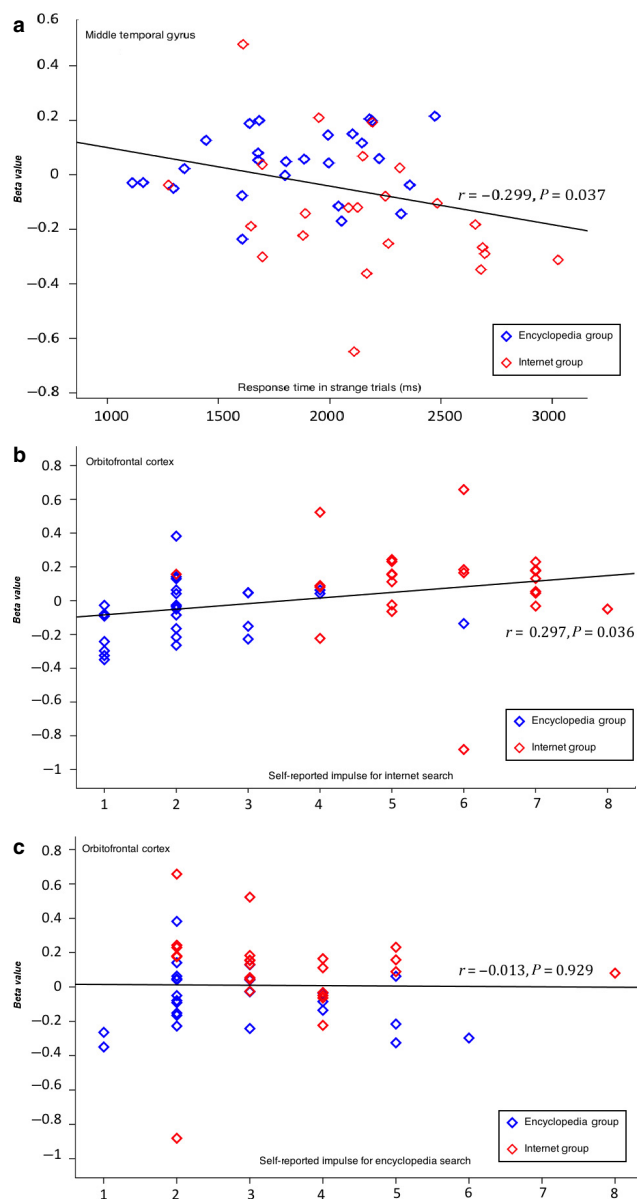 a
Middle temporal gyrus
0.6
0.4
0.2
0
−0.2
−0.4
−0.6
−0.8
Beta value
r = −0.299, P = 0.037
Encyclopedia group
Internet group
Response time in strange trials (ms)
1000 1500 2000 2500 3000
b
Orbitofrontal cortex
0.8
0.6
0.4
0.2
0
−0.2
−0.4
−0.6
−0.8
−1
Beta value
r = 0.297, P = 0.036
Encyclopedia group
Internet group
Self-reported impulse for internet search
1 2 3 4 5 6 7 8
c
Orbitofrontal cortex
0.8
0.6
0.4
0.2
0
−0.2
−0.4
−0.6
−0.8
−1
Beta value
r = −0.013, P = 0.929
Encyclopedia group
Internet group
Self-reported impulse for encyclopedia search
1 2 3 4 5 6 7 8